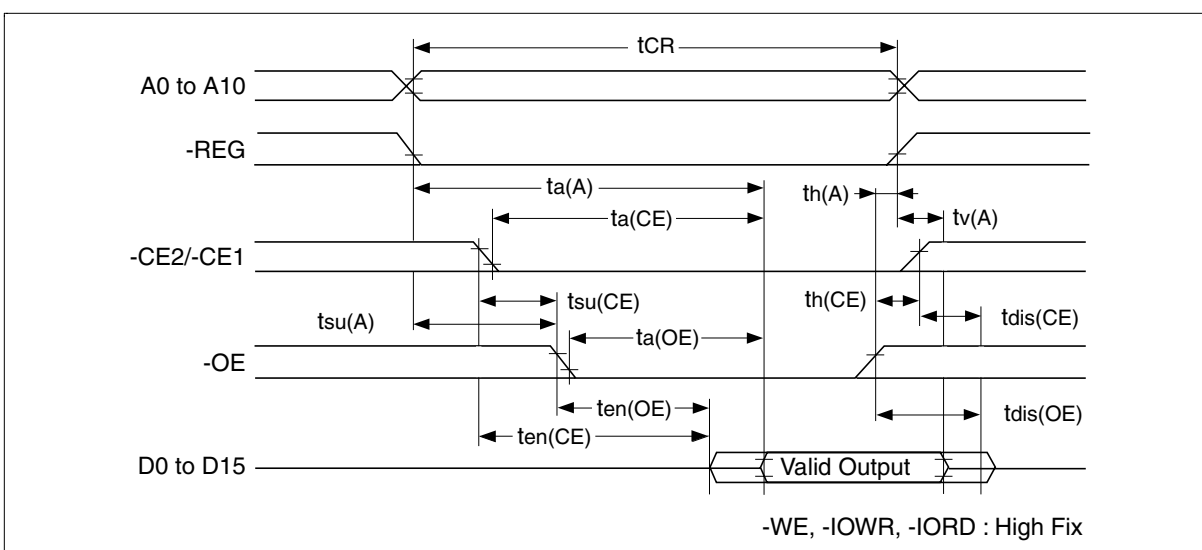 tCR
A0 to A10
-REG
ta(A)
th(A)
ta(CE)
tv(A)
-CE2/-CE1
tsu(CE)
th(CE)
tsu(A)
tdis(CE)
ta(OE)
-OE
ten(OE)
tdis(OE)
ten(CE)
D0 to D15
Valid Output
-WE, -IOWR, -IORD : High Fix